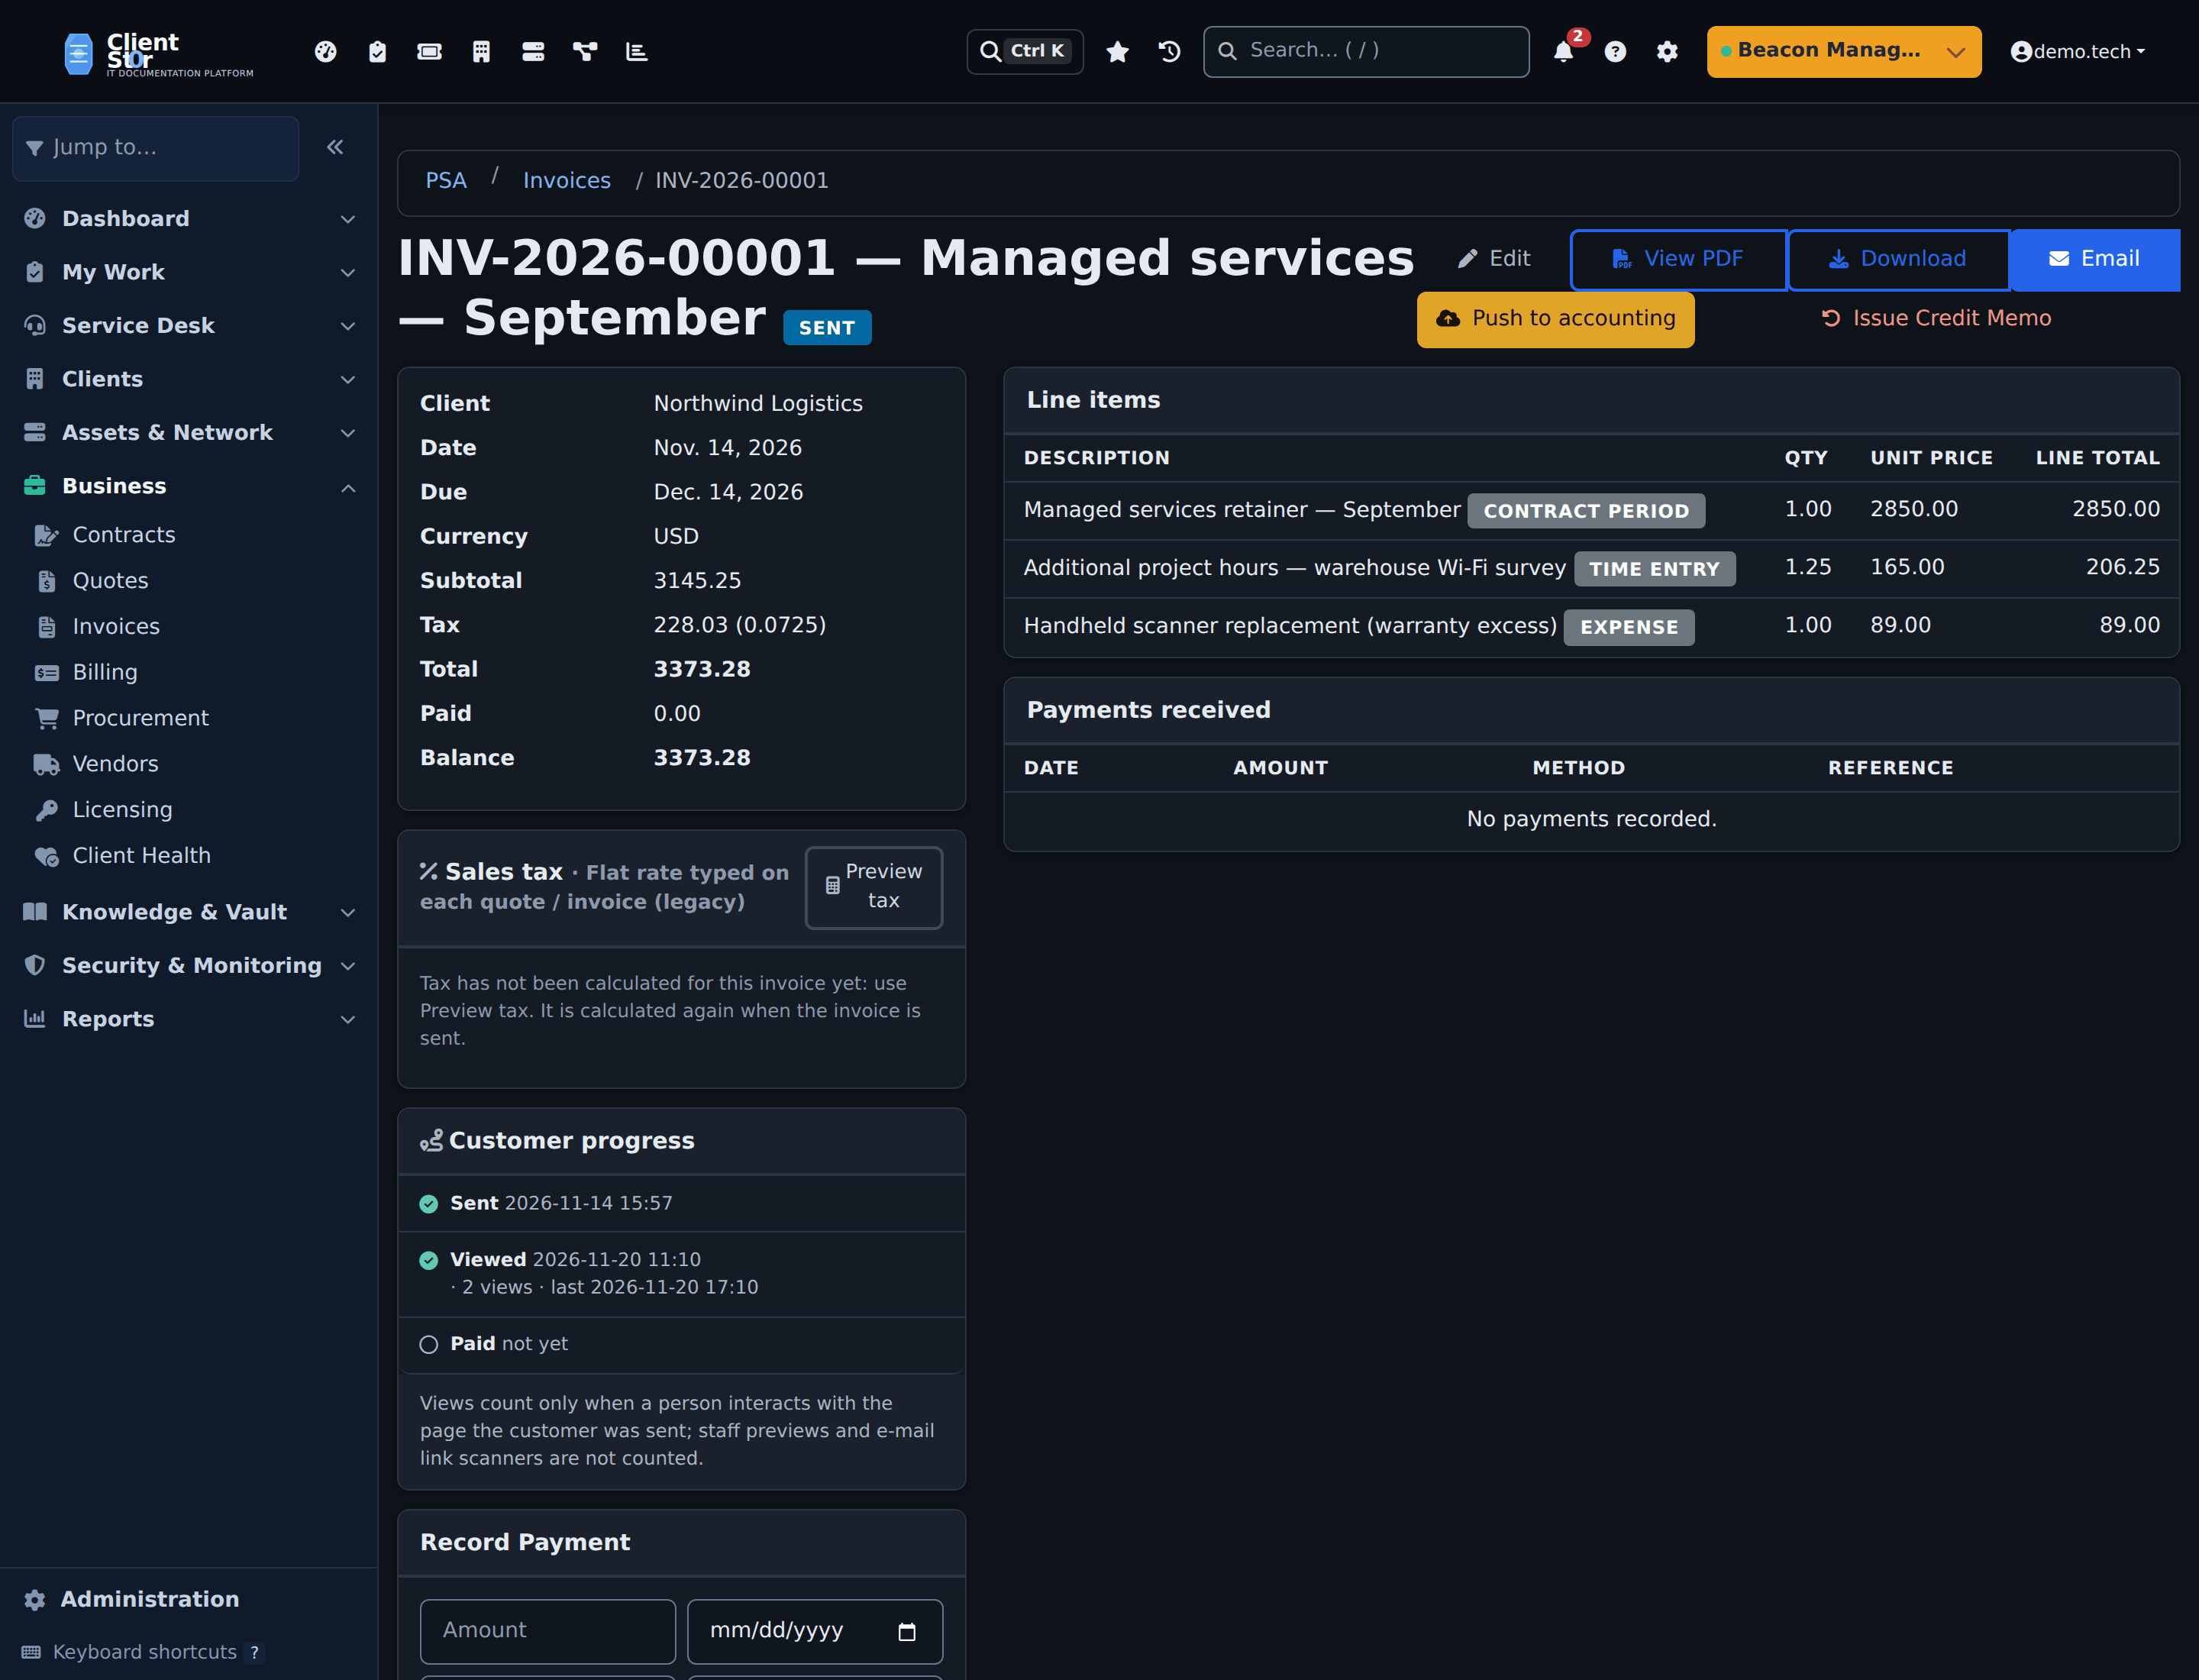 Client
St0r
IT DOCUMENTATION PLATFORM
Ctrl K
Search... ( / )
2
Beacon Manag...
demo.tech
Jump to...
Dashboard
My Work
Service Desk
Clients
Assets & Network
Business
Contracts
Quotes
Invoices
Billing
Procurement
Vendors
Licensing
Client Health
Knowledge & Vault
Security & Monitoring
Reports
Administration
Keyboard shortcuts ?
PSA / Invoices / INV-2026-00001
INV-2026-00001 — Managed services
— September SENT
Edit
View PDF
Download
Email
Push to accounting
Issue Credit Memo
Client Northwind Logistics
Date Nov. 14, 2026
Due Dec. 14, 2026
Currency USD
Subtotal 3145.25
Tax 228.03 (0.0725)
Total 3373.28
Paid 0.00
Balance 3373.28
Sales tax · Flat rate typed on
each quote / invoice (legacy)
Preview
tax
Tax has not been calculated for this invoice yet: use
Preview tax. It is calculated again when the invoice is
sent.
Customer progress
Sent 2026-11-14 15:57
Viewed 2026-11-20 11:10
· 2 views · last 2026-11-20 17:10
Paid not yet
Views count only when a person interacts with the
page the customer was sent; staff previews and e-mail
link scanners are not counted.
Record Payment
Amount
mm/dd/yyyy
Line items
DESCRIPTION QTY UNIT PRICE LINE TOTAL
Managed services retainer — September CONTRACT PERIOD 1.00 2850.00 2850.00
Additional project hours — warehouse Wi-Fi survey TIME ENTRY 1.25 165.00 206.25
Handheld scanner replacement (warranty excess) EXPENSE 1.00 89.00 89.00
Payments received
DATE AMOUNT METHOD REFERENCE
No payments recorded.